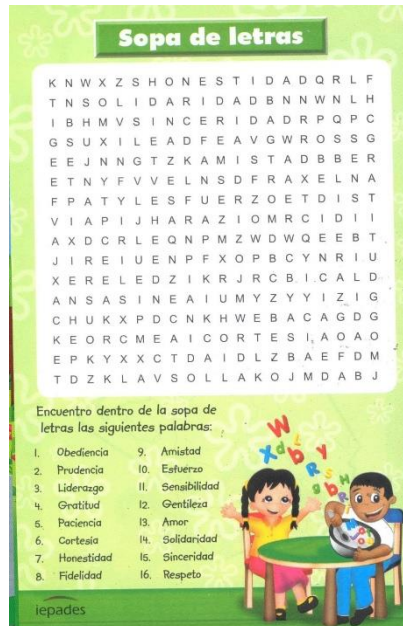 Sopa de letras
K N W X Z S H O N E S T I D A D Q R L F
T N S O L I D A R I D A D B N N W N L H
I B H M V S I N C E R I D A D R P Q P C
G S U X I L E A D F E A V G W R O S S G
E E J N N G T Z K A M I S T A D B B E R
E T N Y F V V E L N S D F R A X E L N A
F P A T Y L E S F U E R Z O E T D I S T
V I A P I J H A R A Z I O M R C I D I I
A X D C R L E Q N P M Z W D W Q E E B T
J I R E I U E N P F X O P B C Y N R I U
X E R E L E D Z I K R J R C B I C A L D
A N S A S I N E A I U M Y Z Y Y I Z I G
C H U K X P D C N K H W E B A C A G D G
K E O R C M E A I C O R T E S I A O A O
E P K Y X X C T D A I D L Z B A E F D M
T D Z K L A V S O L L A K O J M D A B J
Encuentro dentro de la sopa de
letras las siguientes palabras:
1. Obediencia 9. Amistad
2. Prudencia 10. Esfuerzo
3. Liderazgo 11. Sensibilidad
4. Gratitud 12. Gentileza
5. Paciencia 13. Amor
6. Cortesia 14. Solidaridad
7. Honestidad 15. Sinceridad
8. Fidelidad 16. Respeto
iepades